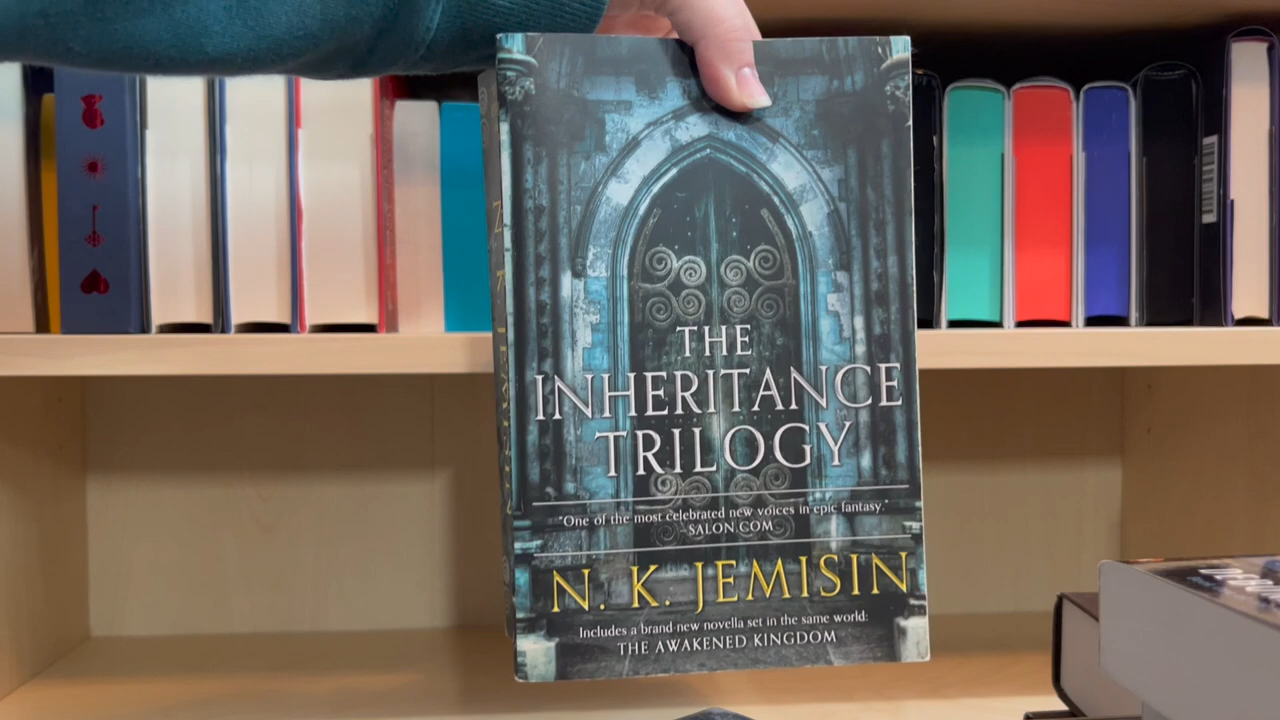 THE
INHERITANCE
TRILOGY
"One of the most celebrated new voices in epic fantasy."
–SALON.COM
N. K. JEMISIN
Includes a brand new novella set in the same world:
THE AWAKENED KINGDOM
N. K. JEMISIN